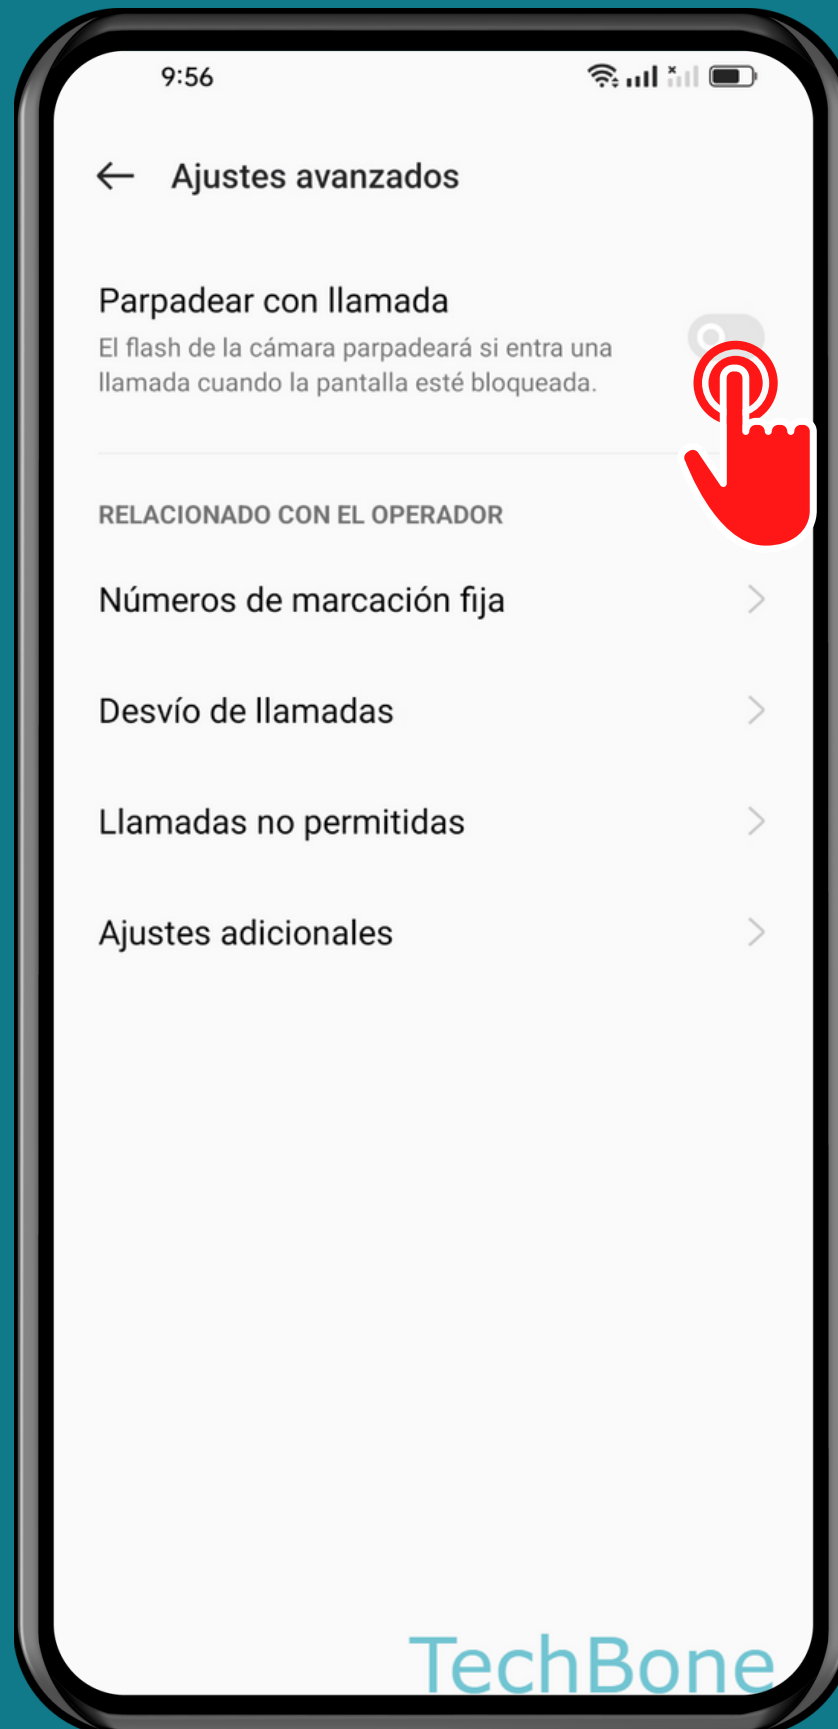 9:56
Ajustes avanzados
Parpadear con llamada
El flash de la cámara parpadeará si entra una
llamada cuando la pantalla esté bloqueada.
RELACIONADO CON EL OPERADOR
Números de marcación fija
Desvío de llamadas
Llamadas no permitidas
Ajustes adicionales
TechBone